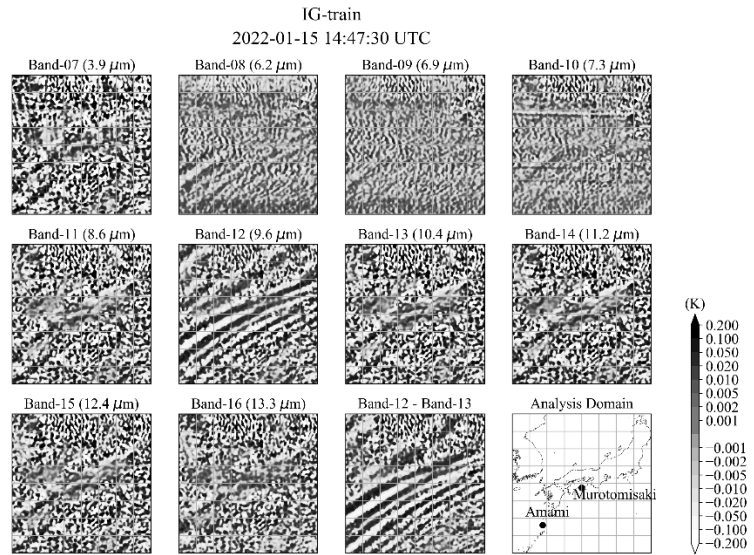 IG-train
2022-01-15 14:47:30 UTC
Band-07 (3.9 μm)
Band-08 (6.2 μm)
Band-09 (6.9 μm)
Band-10 (7.3 μm)
Band-11 (8.6 μm)
Band-12 (9.6 μm)
Band-13 (10.4 μm)
Band-14 (11.2 μm)
Band-15 (12.4 μm)
Band-16 (13.3 μm)
Band-12 - Band-13
Analysis Domain
Murotomisaki
Amami
(K)
0.200
0.100
0.050
0.020
0.010
0.005
0.002
0.001
−0.001
−0.002
−0.005
−0.010
−0.020
−0.050
−0.100
−0.200